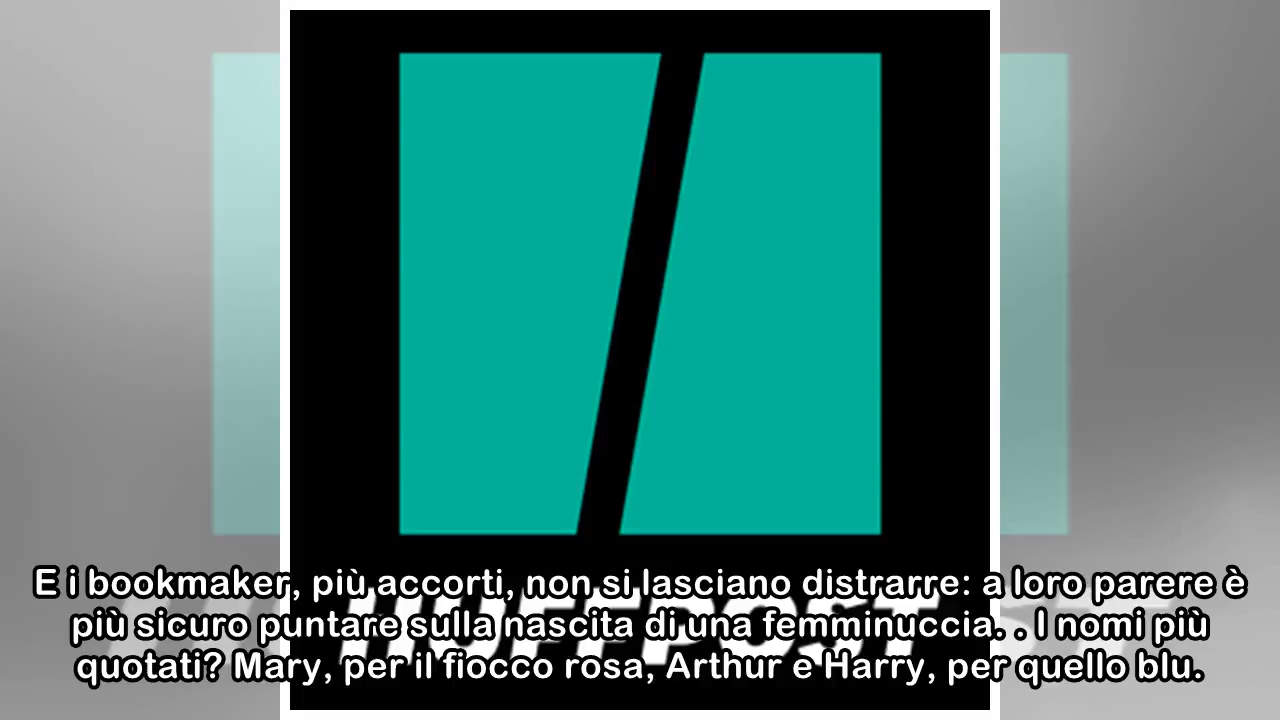 E i bookmaker, più accorti, non si lasciano distrarre: a loro parere è
più sicuro puntare sulla nascita di una femminuccia. . I nomi più
quotati? Mary, per il fiocco rosa, Arthur e Harry, per quello blu.
HUFFPOST